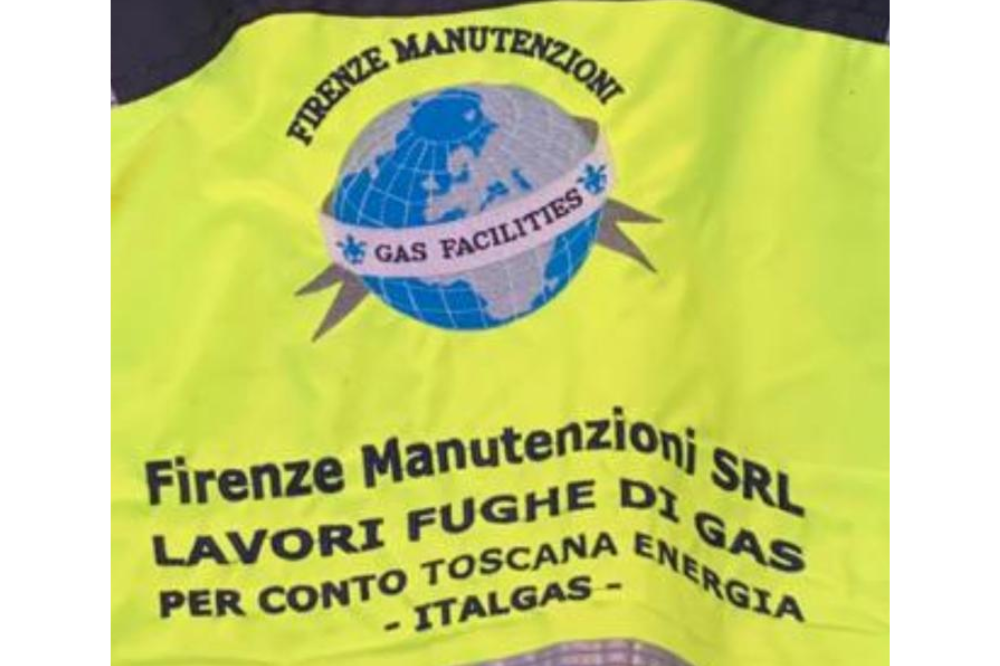 FIRENZE MANUTENZIONI
GAS FACILITIES
Firenze Manutenzioni SRL
LAVORI FUGHE DI GAS
PER CONTO TOSCANA ENERGIA
- ITALGAS -